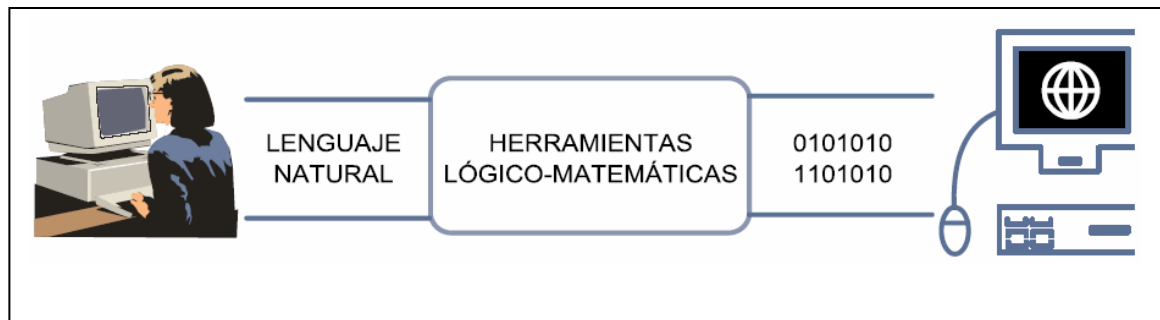 LENGUAJE
NATURAL
HERRAMIENTAS
LÓGICO-MATEMÁTICAS
0101010
1101010